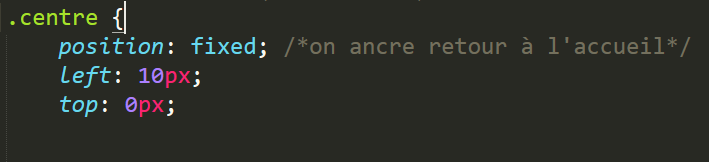 .centre {
position: fixed; /*on ancre retour à l'accueil*/
left: 10px;
top: 0px;